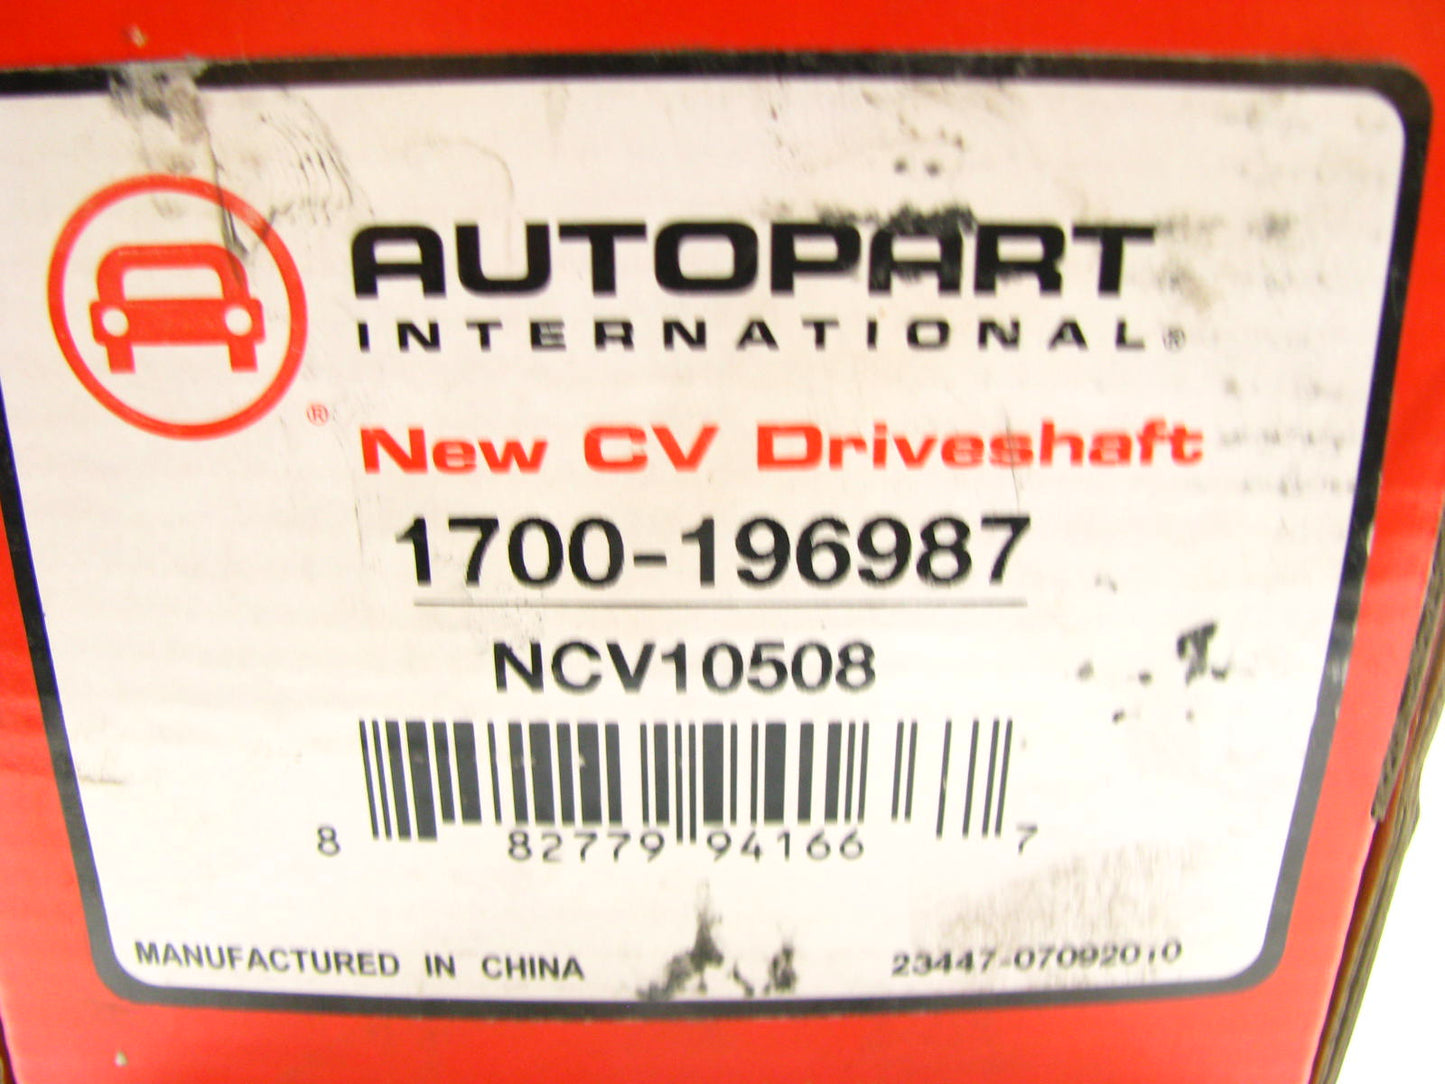 AUTOPART
INTERNATIONAL®
®
New CV Driveshaft
1700-196987
NCV10508
8 82779 94166 7
MANUFACTURED IN CHINA
23447-07092010